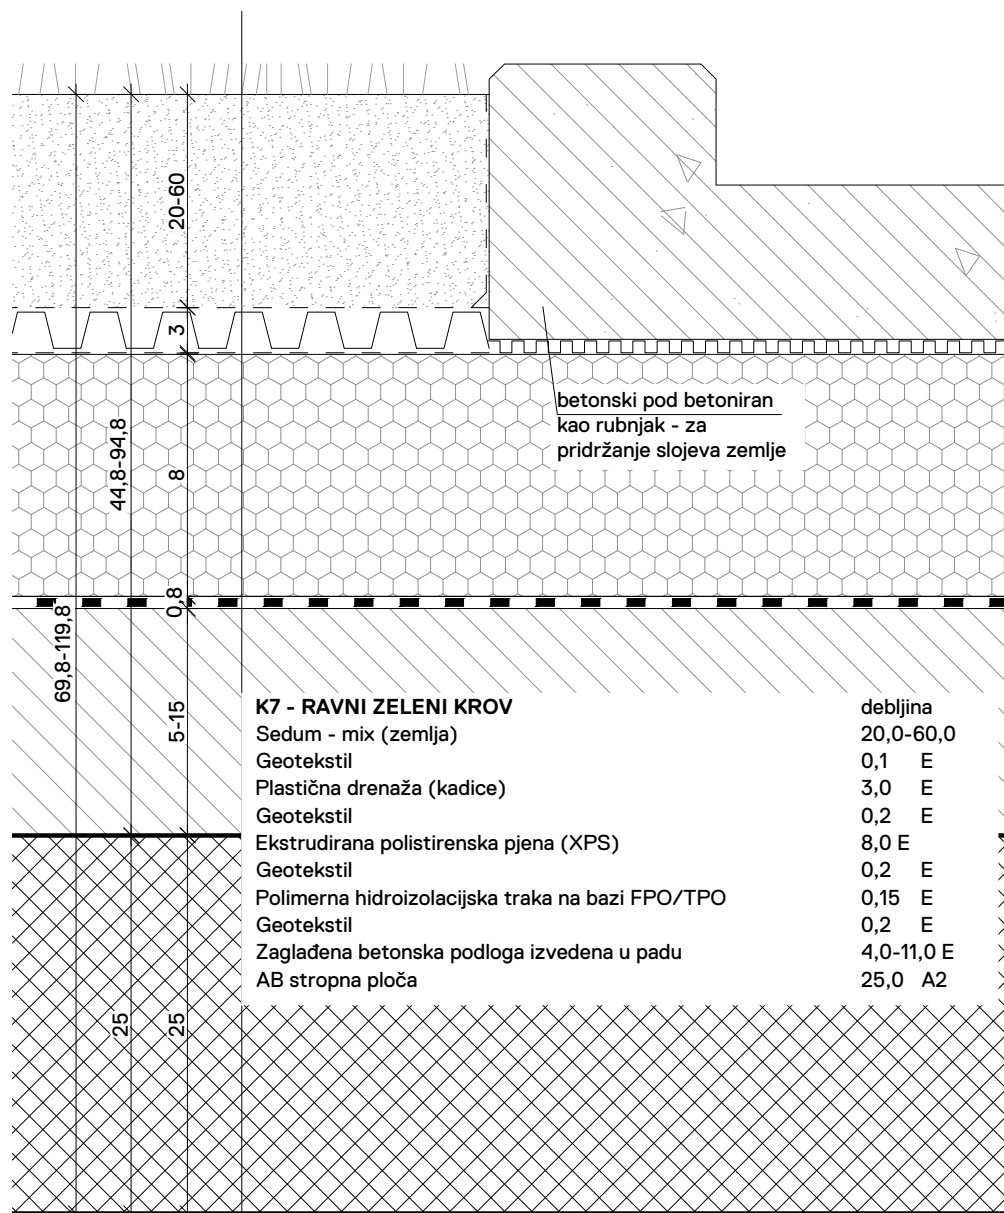 20-60
3
44,8-94,8
8
betonski pod betoniran
kao rubnjak - za
pridržanje slojeva zemlje
0,8
69,8-119,8
5-15
K7 - RAVNI ZELENI KROV debljina
Sedum - mix (zemlja) 20,0-60,0
Geotekstil 0,1 E
Plastična drenaža (kadice) 3,0 E
Geotekstil 0,2 E
Ekstrudirana polistirenska pjena (XPS) 8,0 E
Geotekstil 0,2 E
Polimerna hidroizolacijska traka na bazi FPO/TPO 0,15 E
Geotekstil 0,2 E
Zaglađena betonska podloga izvedena u padu 4,0-11,0 E
AB stropna ploča 25,0 A2
25
25